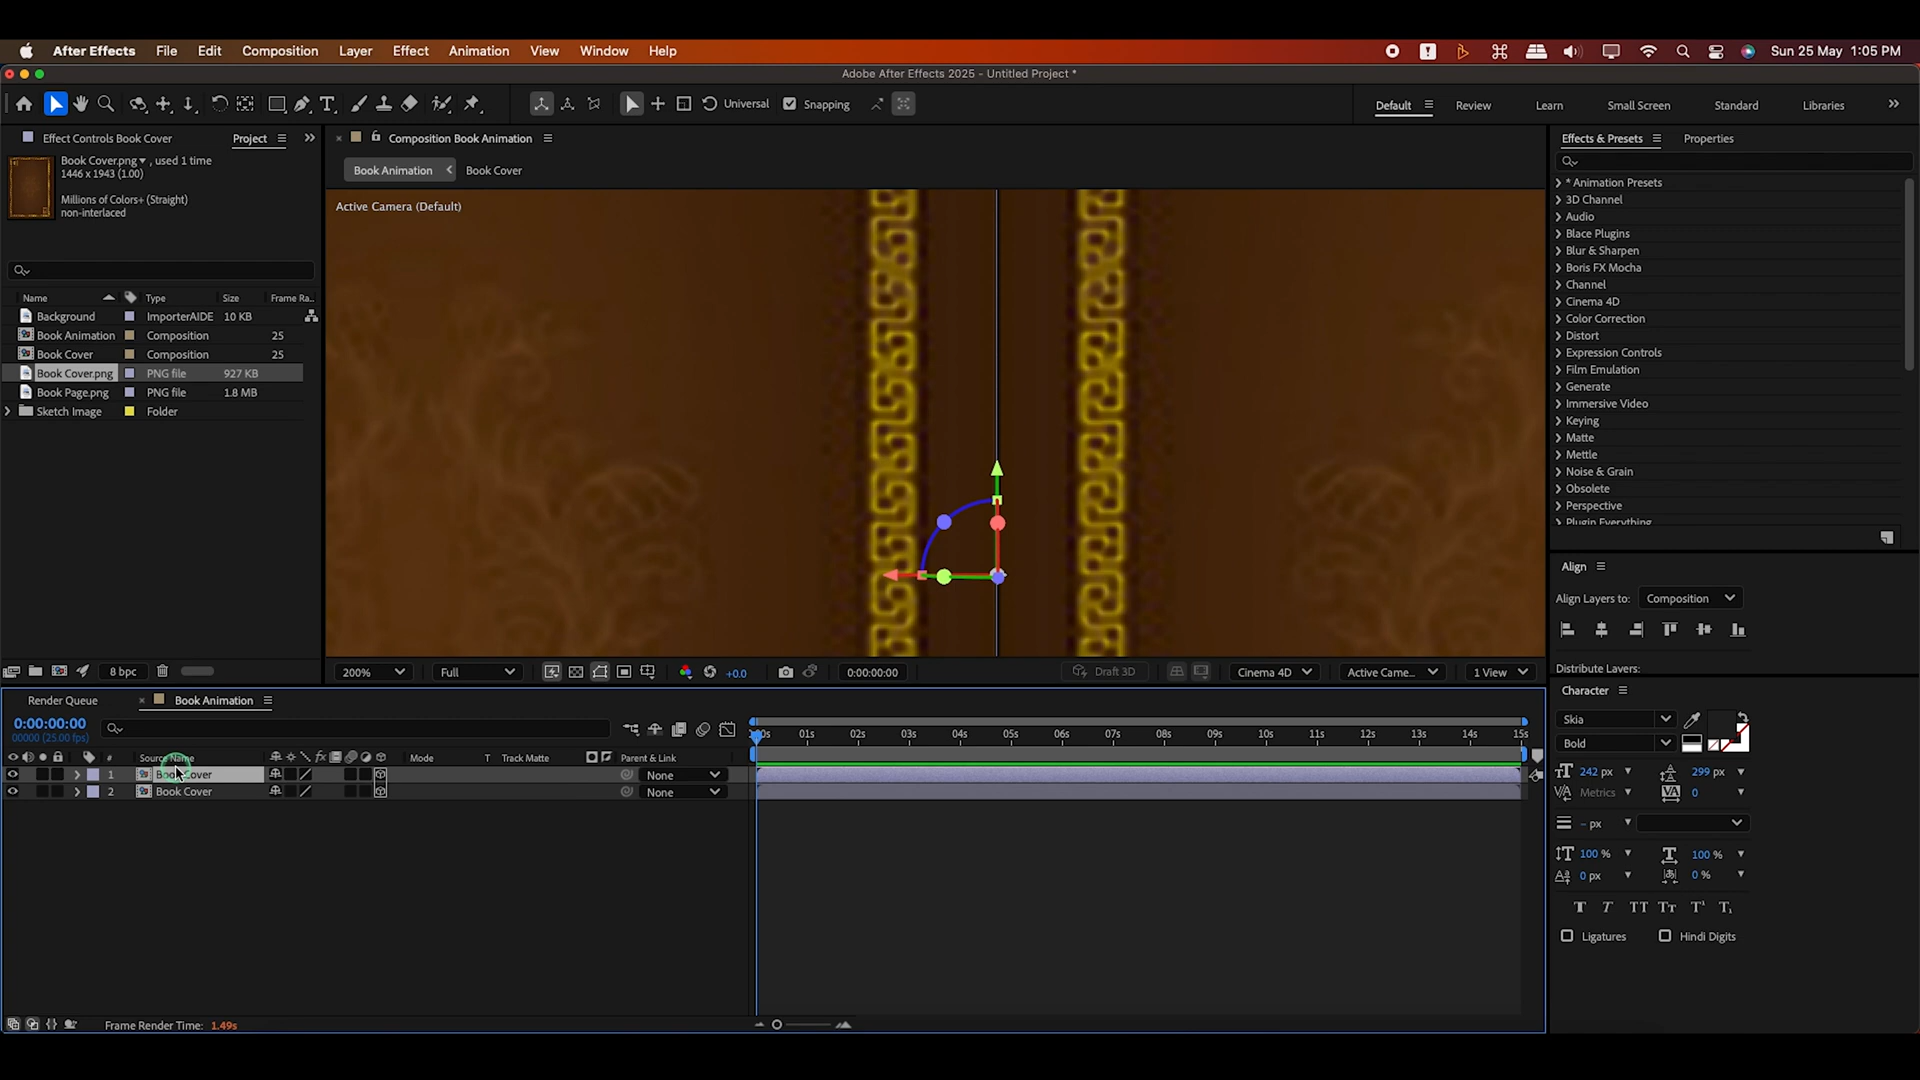 After Effects File Edit Composition Layer Effect Animation View Window Help Sun 25 May 1:05 PM
Adobe After Effects 2025 - Untitled Project *
Universal Snapping Default Review Learn Small Screen Standard Libraries
Effect Controls Book Cover Project
Composition Book Animation
Effects & Presets Properties
Book Cover.png , used 1 time
1446 x 1943 (1.00)
Millions of Colors+ (Straight)
non-interlaced
Book Animation Book Cover
Active Camera (Default)
Name Type Size Frame Ra..
Background ImporterAIDE 10 KB
Book Animation Composition 25
Book Cover Composition 25
Book Cover.png PNG file 927 KB
Book Page.png PNG file 1.8 MB
Sketch Image Folder
* Animation Presets
3D Channel
Audio
Blace Plugins
Blur & Sharpen
Boris FX Mocha
Channel
Cinema 4D
Color Correction
Distort
Expression Controls
Film Emulation
Generate
Immersive Video
Keying
Matte
Mettle
Noise & Grain
Obsolete
Perspective
Plugin Everything
8 bpc
200% Full +0.0 0:00:00:00 Draft 3D Cinema 4D Active Came... 1 View
Align
Align Layers to: Composition
Distribute Layers:
Render Queue Book Animation
0:00:00:00
00000 (25.00 fps)
01s 02s 03s 04s 05s 06s 07s 08s 09s 10s 11s 12s 13s 14s 15s
# Source Name Mode T Track Matte Parent & Link
1 Book Cover None
2 Book Cover None
Frame Render Time: 1.49s
Character
Skia
Bold
242 px 299 px
Metrics 0
– px
100 % 100 %
0 px 0 %
T T TT Tт T¹ T₁
Ligatures Hindi Digits